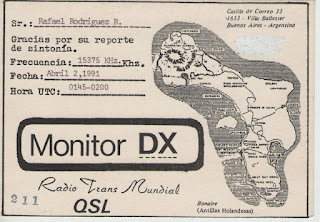 Sr.: Rafael Rodríguez R.
Gracias por su reporte
de sintonía.
Frecuencia: 15375 KHz. Khz.
Fecha: Abril 2,1991
Hora UTC: 0145-0200
Casilla de Correo 33
1653 - Villa Ballester
Buenos Aires - Argentina
Monitor DX
Radio Trans Mundial
QSL
211
Bonaire
(Antillas Holandesas)